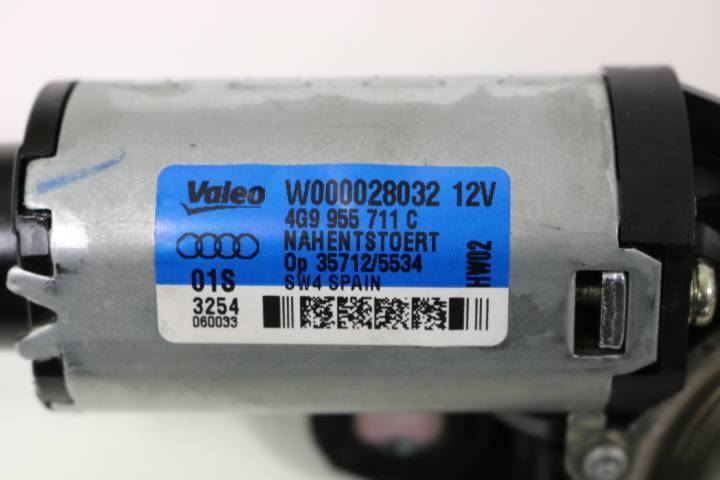 Valeo W000028032 12V
4G9 955 711 C
NAHENTSTOERT
Op 35712/5534
01S SW4 SPAIN
3254
060033
HW02